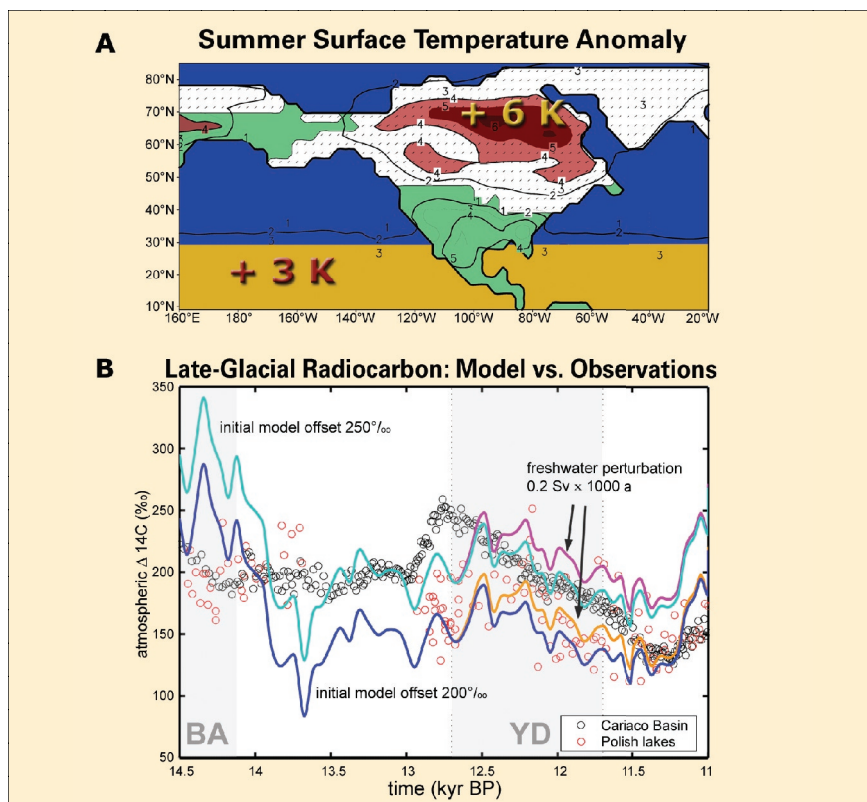 A Summer Surface Temperature Anomaly
80°N
70°N
60°N
50°N
40°N
30°N
20°N
10°N
+ 6 K
+ 3 K
160°E 180° 160°W 140°W 120°W 100°W 80°W 60°W 40°W 20°W
B Late-Glacial Radiocarbon: Model vs. Observations
350
300
250
200
150
100
50
atmospheric Δ 14C (‰)
initial model offset 250°/₀₀
freshwater perturbation
0.2 Sv x 1000 a
initial model offset 200°/₀₀
BA
YD
Cariaco Basin
Polish lakes
14.5 14 13.5 13 12.5 12 11.5 11
time (kyr BP)